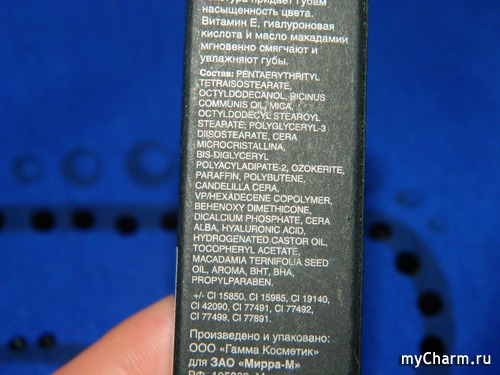 придает губам
насыщенность цвета.
Витамин Е, гиалуроновая
кислота и масло макадамии
мгновенно смягчают и
увлажняют губы.
Состав: PENTAERYTHRITYL
TETRAISOSTEARATE,
OCTYLDODECANOL, RICINUS
COMMUNIS OIL, MICA,
OCTYLDODECYL STEAROYL
STEARATE, POLYGLYCERYL-3
DIISOSTEARATE, CERA
MICROCRISTALLINA,
BIS-DIGLYCERYL
POLYACYLADIPATE-2, OZOKERITE,
PARAFFIN, POLYBUTENE,
CANDELILLA CERA,
VP/HEXADECENE COPOLYMER,
BEHENOXY DIMETHICONE,
DICALCIUM PHOSPHATE, CERA
ALBA, HYALURONIC ACID,
HYDROGENATED CASTOR OIL,
TOCOPHERYL ACETATE,
MACADAMIA TERNIFOLIA SEED
OIL, AROMA, BHT, BHA,
PROPYLPARABEN.
+/- CI 15850, CI 15985, CI 19140,
CI 42090, CI 77491, CI 77492,
CI 77499, CI 77891.
Произведено и упаковано:
ООО «Гамма Косметик»
для ЗАО «Мирра-М»
myCharm.ru